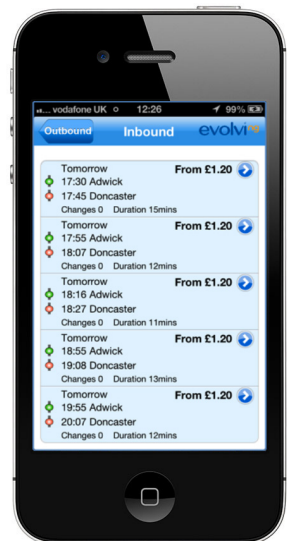 vodafone UK 12:26 99%
Outbound Inbound evolvi
Tomorrow From £1.20
17:30 Adwick
17:45 Doncaster
Changes 0 Duration 15mins
Tomorrow From £1.20
17:55 Adwick
18:07 Doncaster
Changes 0 Duration 12mins
Tomorrow From £1.20
18:16 Adwick
18:27 Doncaster
Changes 0 Duration 11mins
Tomorrow From £1.20
18:55 Adwick
19:08 Doncaster
Changes 0 Duration 13mins
Tomorrow From £1.20
19:55 Adwick
20:07 Doncaster
Changes 0 Duration 12mins